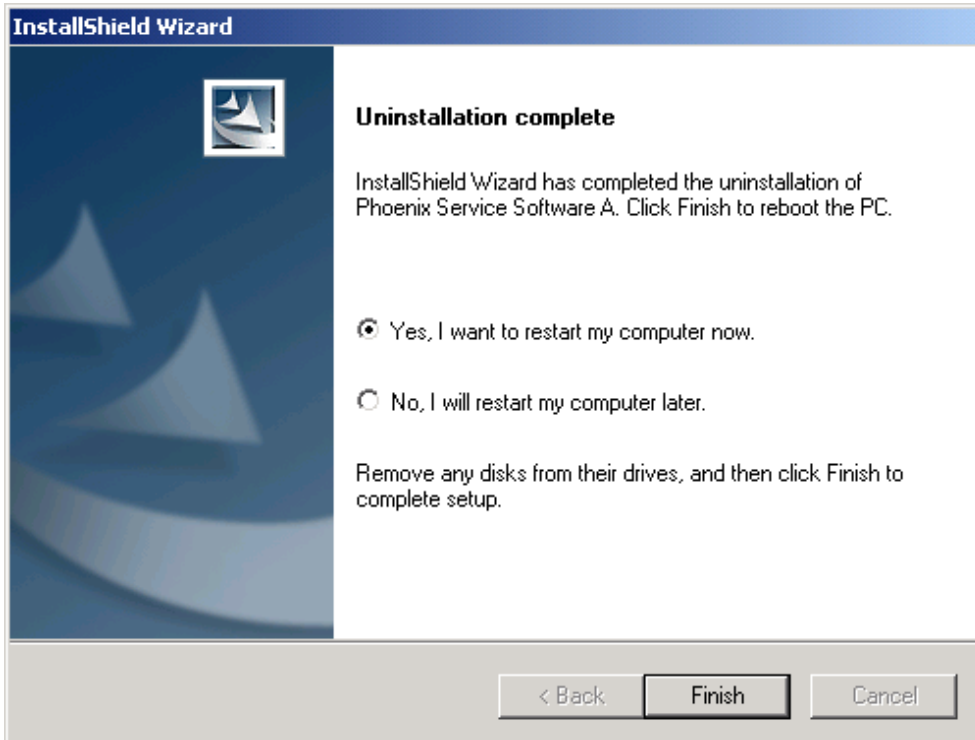 InstallShield Wizard
Uninstallation complete
InstallShield Wizard has completed the uninstallation of
Phoenix Service Software A. Click Finish to reboot the PC.
Yes, I want to restart my computer now.
No, I will restart my computer later.
Remove any disks from their drives, and then click Finish to
complete setup.
< Back
Finish
Cancel